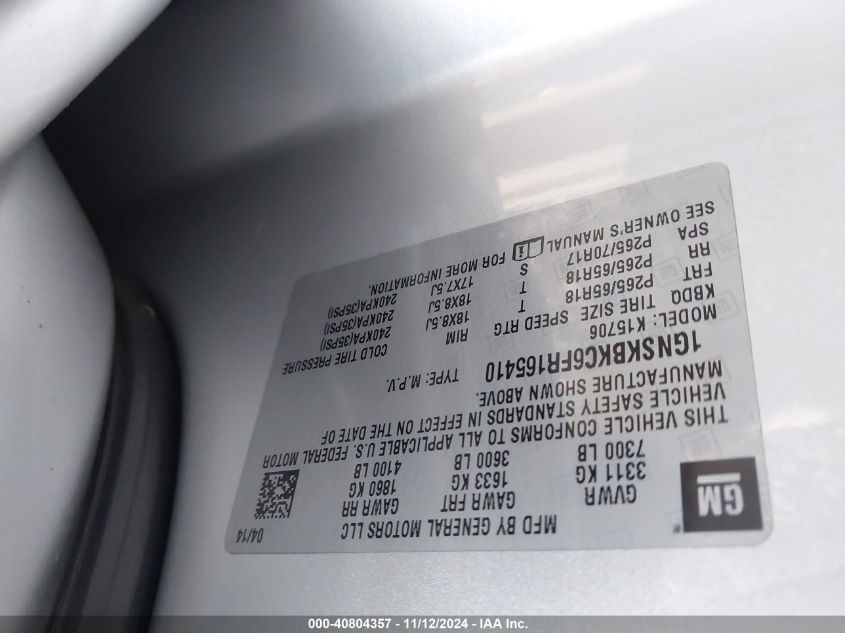 MFD BY GENERAL MOTORS LLC 04/14
GM
GVWR GAWR FRT GAWR RR
3311 KG 1633 KG 1860 KG
7300 LB 3600 LB 4100 LB
THIS VEHICLE CONFORMS TO ALL APPLICABLE U.S. FEDERAL MOTOR
VEHICLE SAFETY STANDARDS IN EFFECT ON THE DATE OF
MANUFACTURE SHOWN ABOVE.
1GNSKBKC6FR165410 TYPE: M.P.V.
MODEL: K15706
KBDQ TIRE SIZE SPEED RTG RIM COLD TIRE PRESSURE
FRT P265/65R18 T 18X8.5J 240KPA(35PSI)
RR P265/65R18 T 18X8.5J 240KPA(35PSI)
SPA P265/70R17 S 17X7.5J 240KPA(35PSI)
SEE OWNER'S MANUAL FOR MORE INFORMATION.
000-40804357 - 11/12/2024 - IAA Inc.